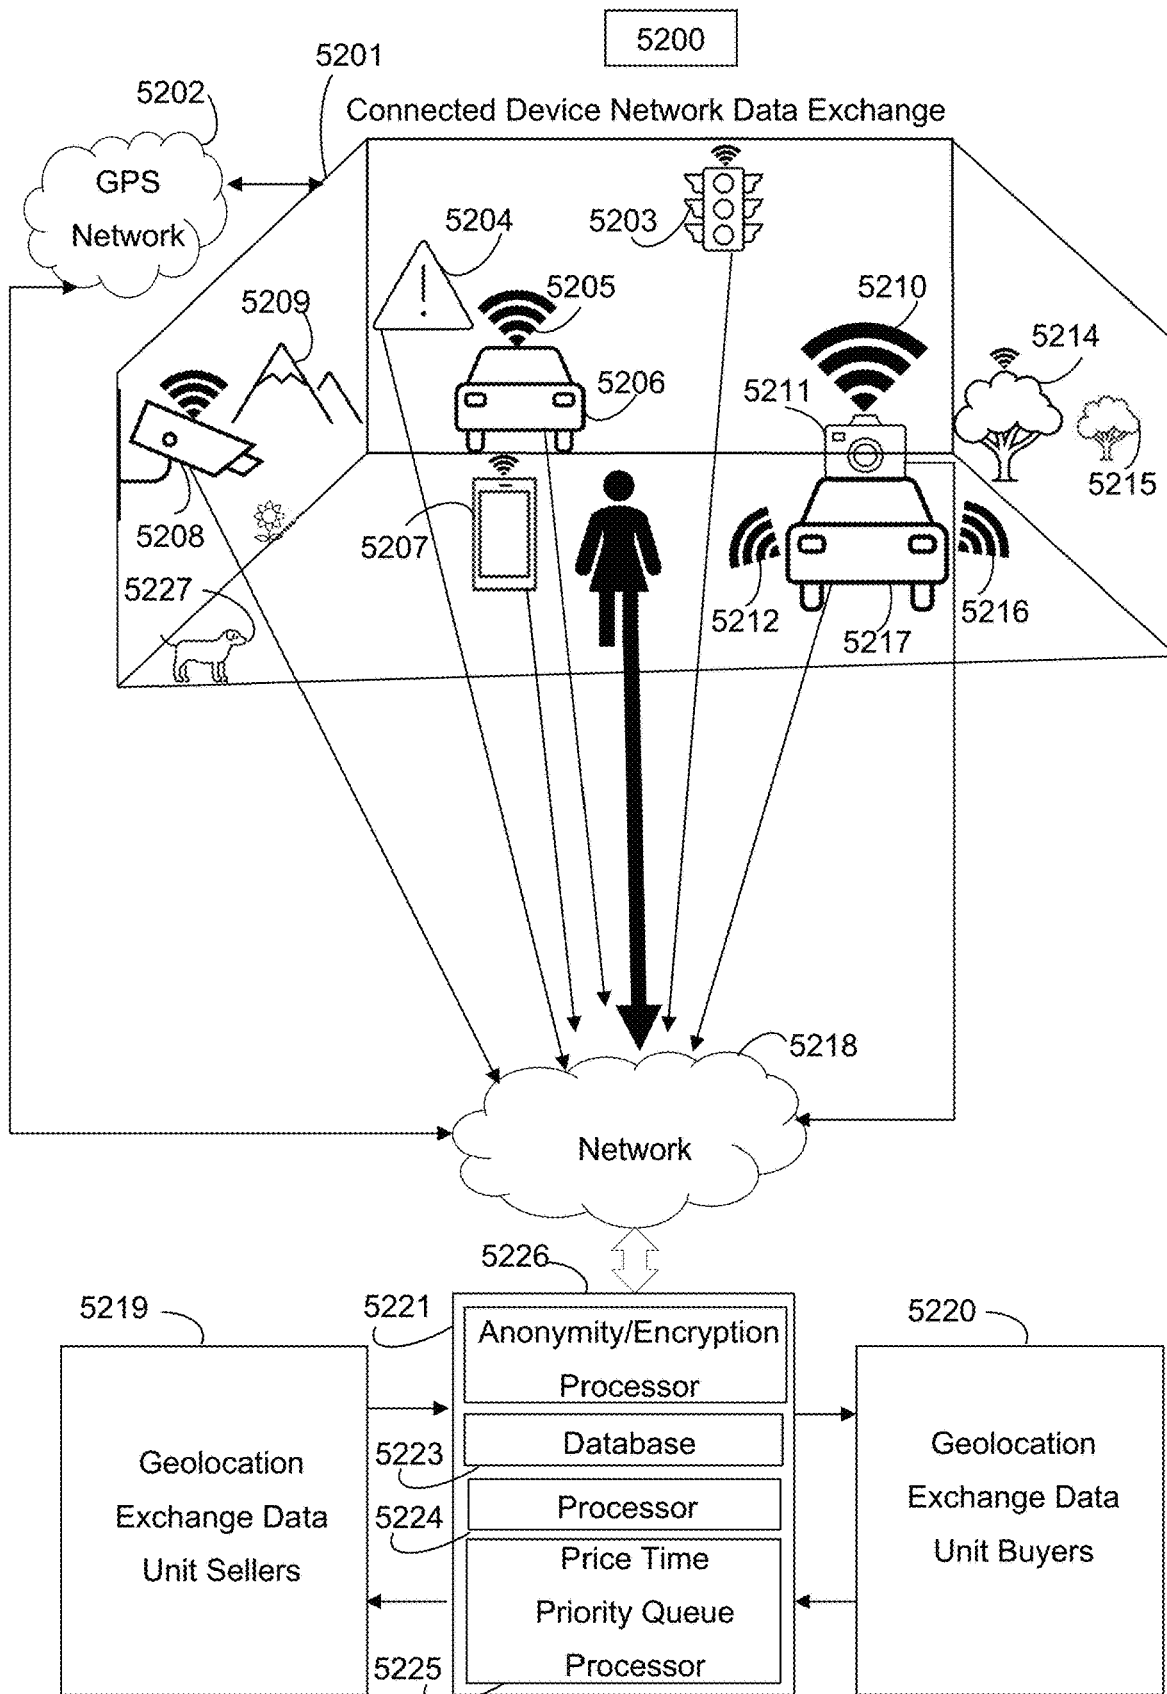 5200
5201
5202
Connected Device Network Data Exchange
GPS
Network
5203
5204
5205
5209
5210
5214
5206
5211
5215
5208
5207
5227
5212
5216
5217
5218
Network
5226
5219
5221
5220
Anonymity/Encryption
Processor
Database
5223
Geolocation
Exchange Data
Unit Sellers
Geolocation
Exchange Data
Unit Buyers
Processor
5224
Price Time
Priority Queue
Processor
5225